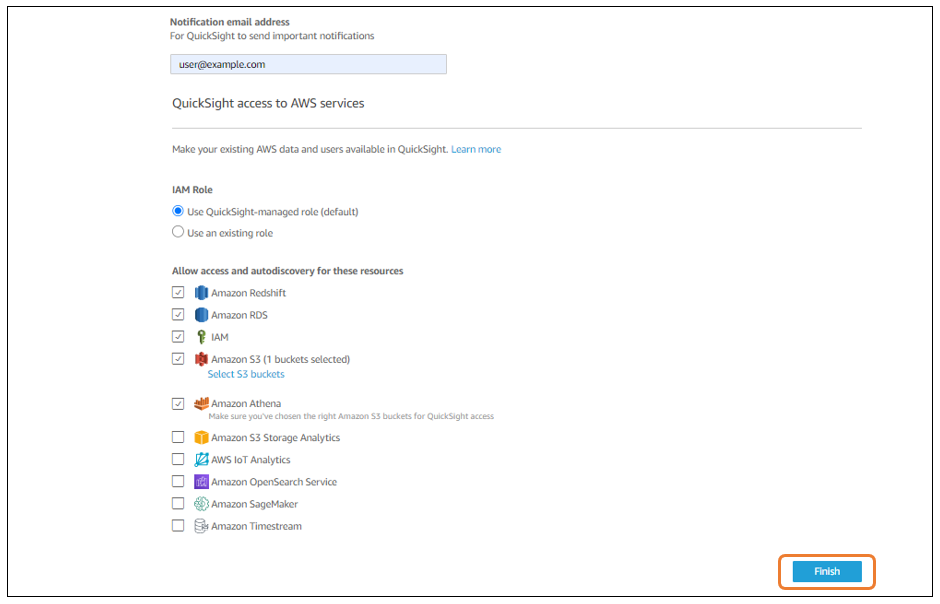 Notification email address
For QuickSight to send important notifications
user@example.com
QuickSight access to AWS services
Make your existing AWS data and users available in QuickSight. Learn more
IAM Role
Use QuickSight-managed role (default)
Use an existing role
Allow access and autodiscovery for these resources
Amazon Redshift
Amazon RDS
IAM
Amazon S3 (1 buckets selected)
Select S3 buckets
Amazon Athena
Make sure you've chosen the right Amazon S3 buckets for QuickSight access
Amazon S3 Storage Analytics
AWS IoT Analytics
Amazon OpenSearch Service
Amazon SageMaker
Amazon Timestream
Finish